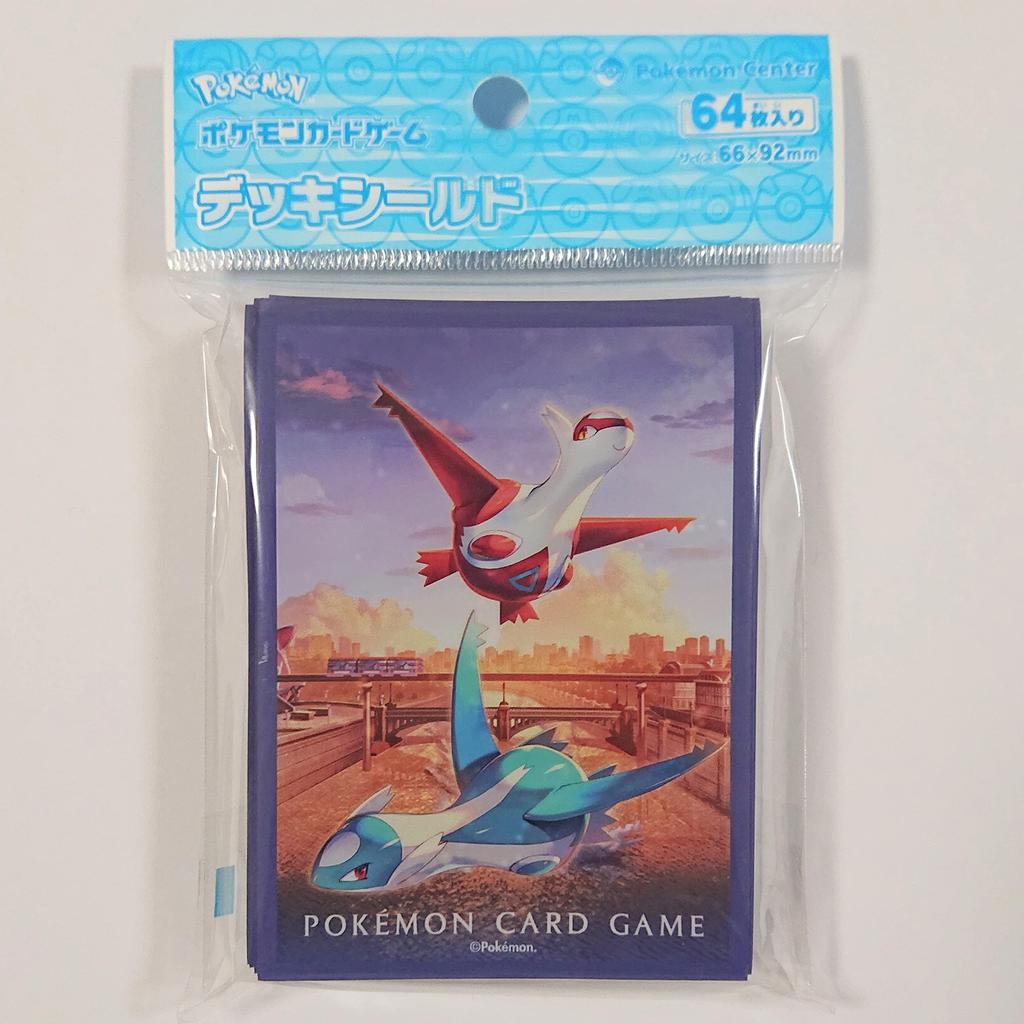 POKéMON
ポケモンカードゲーム
デッキシールド
Pokémon Center
64枚入り
サイズ:66×92mm
POKÉMON CARD GAME
©Pokémon.